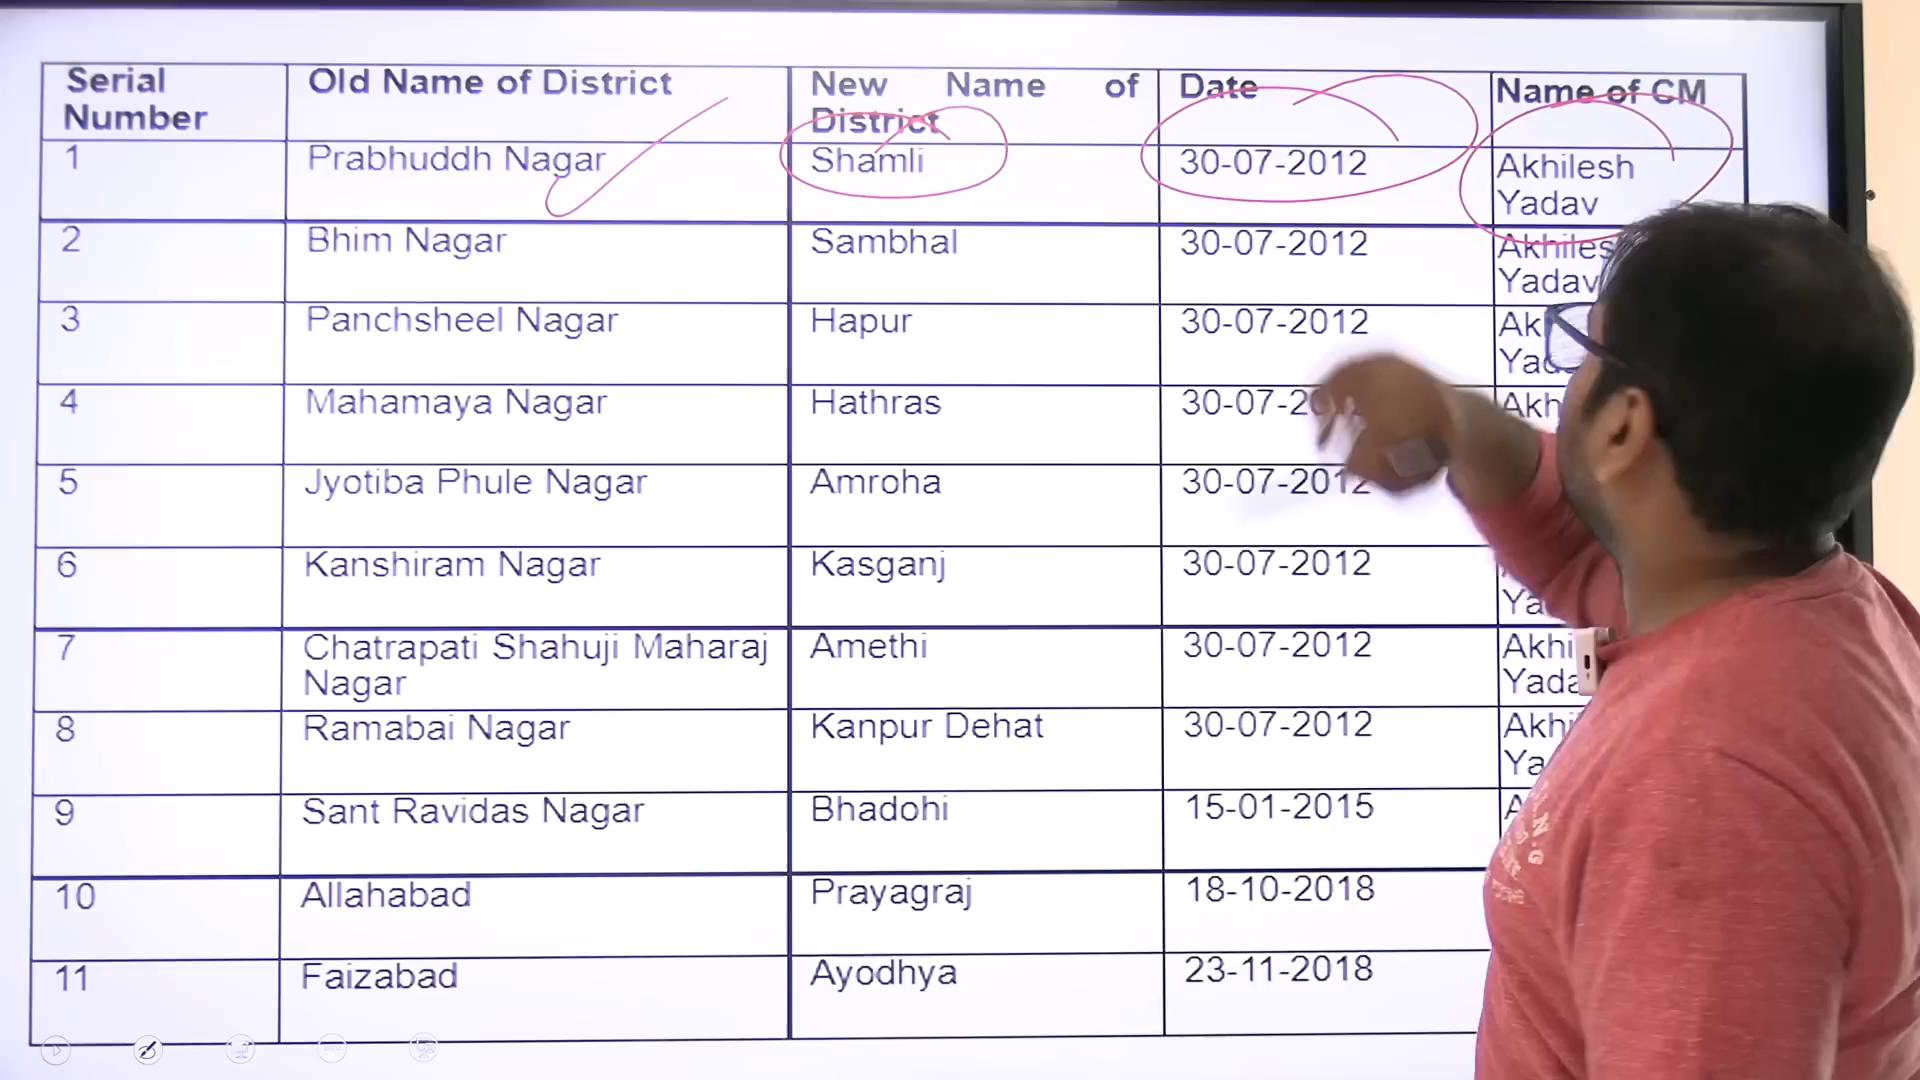 Serial Number
Old Name of District
New Name of District
Date
Name of CM
1
Prabhuddh Nagar
Shamli
30-07-2012
Akhilesh
Yadav
2
Bhim Nagar
Sambhal
30-07-2012
Yadav
3
Panchsheel Nagar
Hapur
30-07-2012
4
Mahamaya Nagar
Hathras
5
Jyotiba Phule Nagar
Amroha
30-07-2012
6
Kanshiram Nagar
Kasganj
30-07-2012
7
Chatrapati Shahuji Maharaj
Nagar
Amethi
30-07-2012
8
Ramabai Nagar
Kanpur Dehat
30-07-2012
9
Sant Ravidas Nagar
Bhadohi
15-01-2015
10
Allahabad
Prayagraj
18-10-2018
11
Faizabad
Ayodhya
23-11-2018